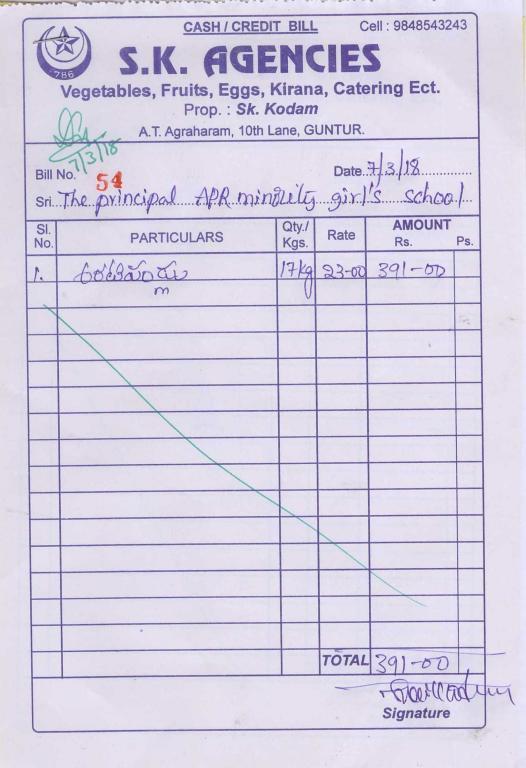 CASH / CREDIT BILL
Cell : 9848543243
786
S.K. AGENCIES
Vegetables, Fruits, Eggs, Kirana, Catering Ect.
Prop. : Sk. Kodam
A.T. Agraharam, 10th Lane, GUNTUR.
7/3/18
Bill No. 54
Date 7/3/18
Sri. The principal APR minority girl's school
Sl. No. PARTICULARS Qty./ Kgs. Rate AMOUNT Rs. Ps.
1. అరటిపండ్లు 17kg 23-00 391-00
TOTAL 391-00
Signature